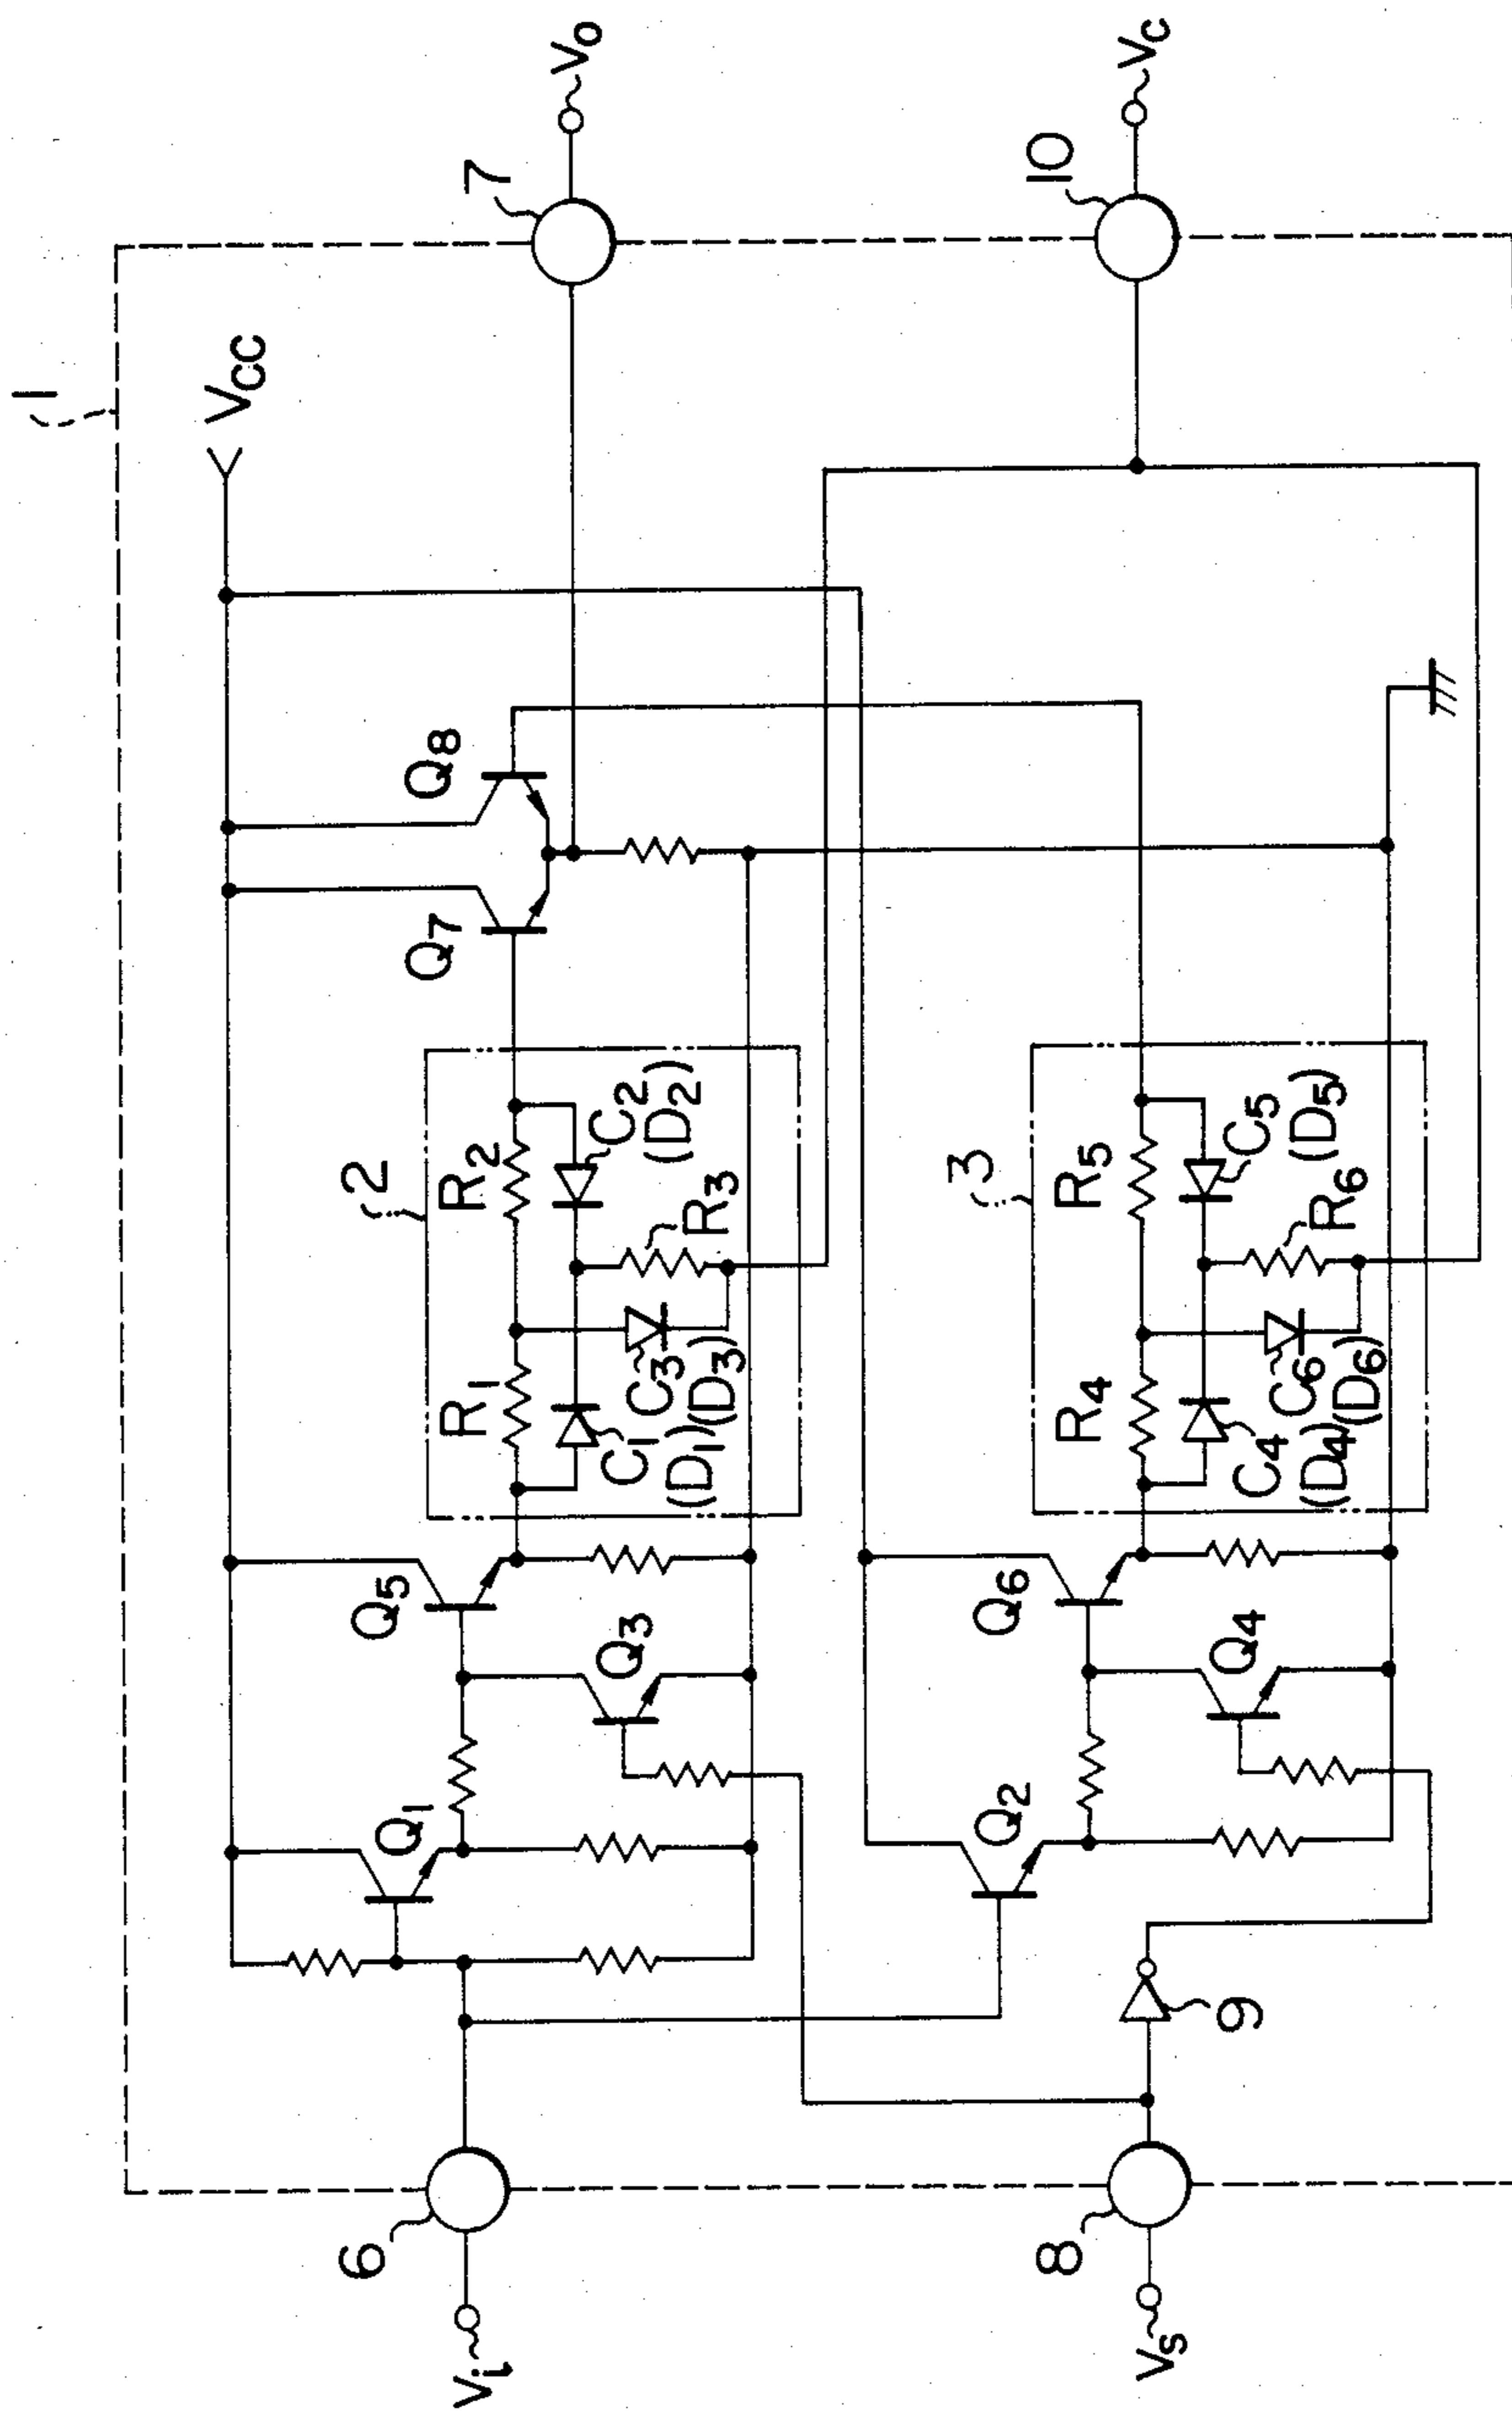 1
VCC
7
Vo
Q7
Q8
2
R1
R2
C1
(D1)
C3
(D3)
R3
C2
(D2)
Q5
Q3
Q1
6
Vi
10
Vc
3
R4
R5
C4
(D4)
C6
(D6)
R6
C5
(D5)
Q6
Q4
Q2
9
8
Vs